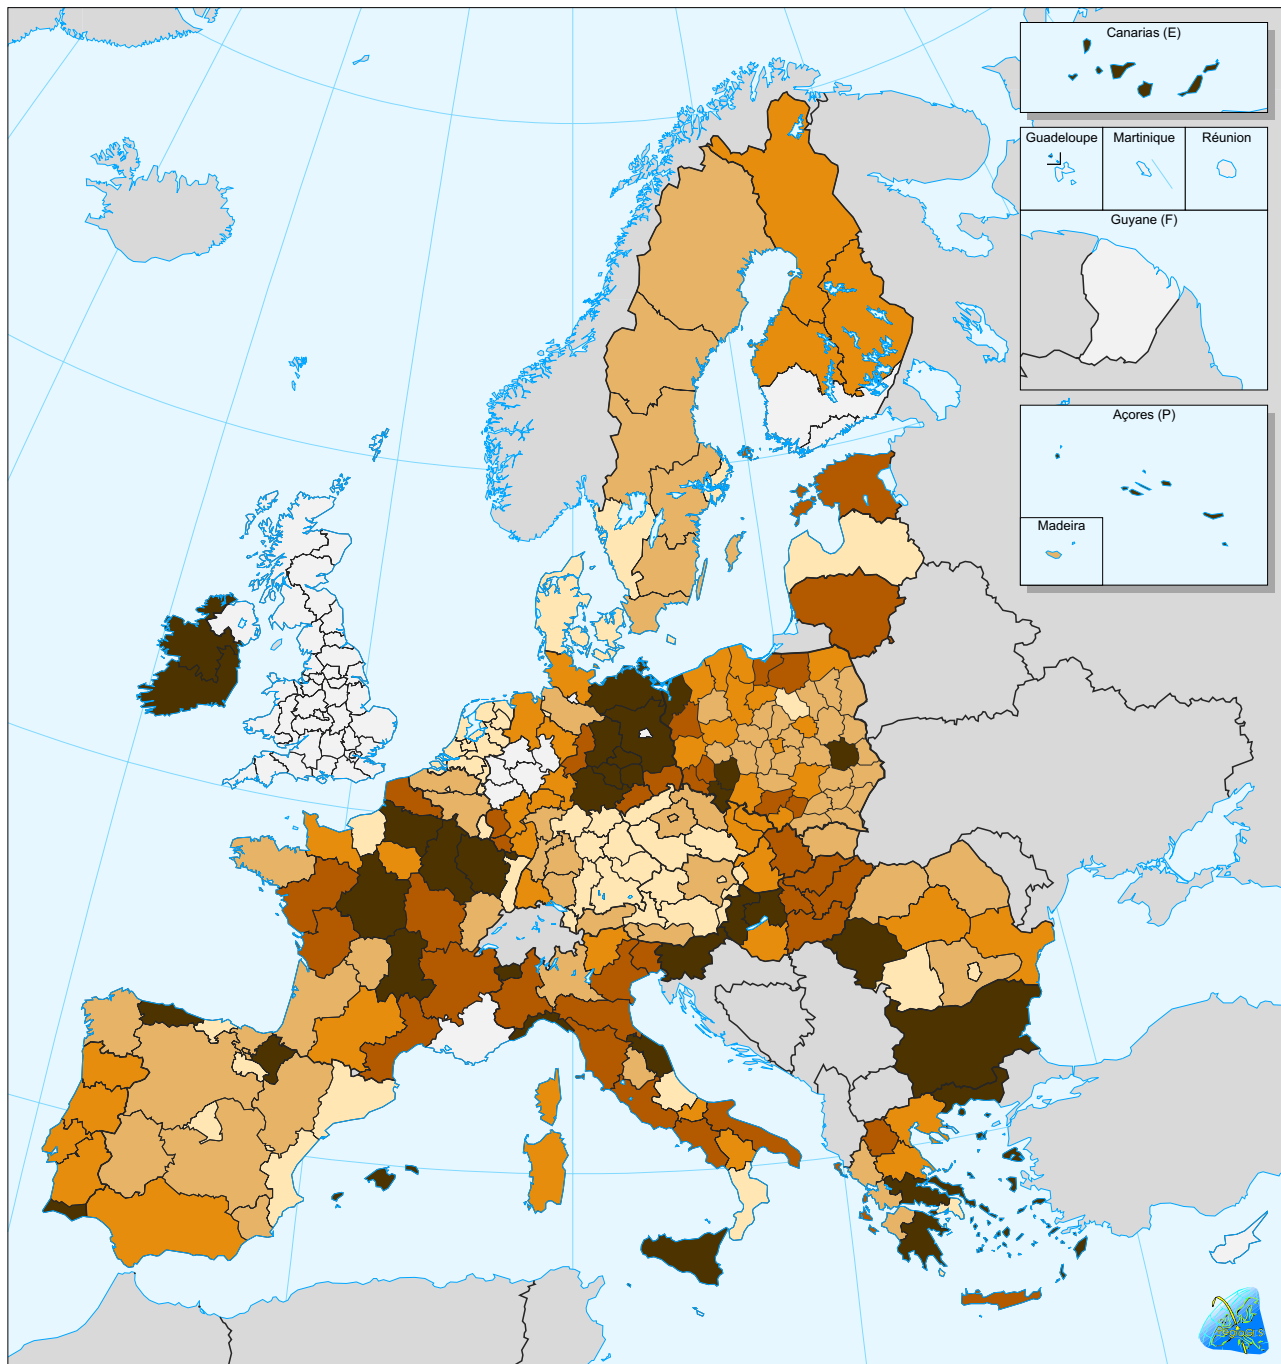 Canarias (E)
Guadeloupe
Martinique
Réunion
Guyane (F)
Açores (P)
Madeira